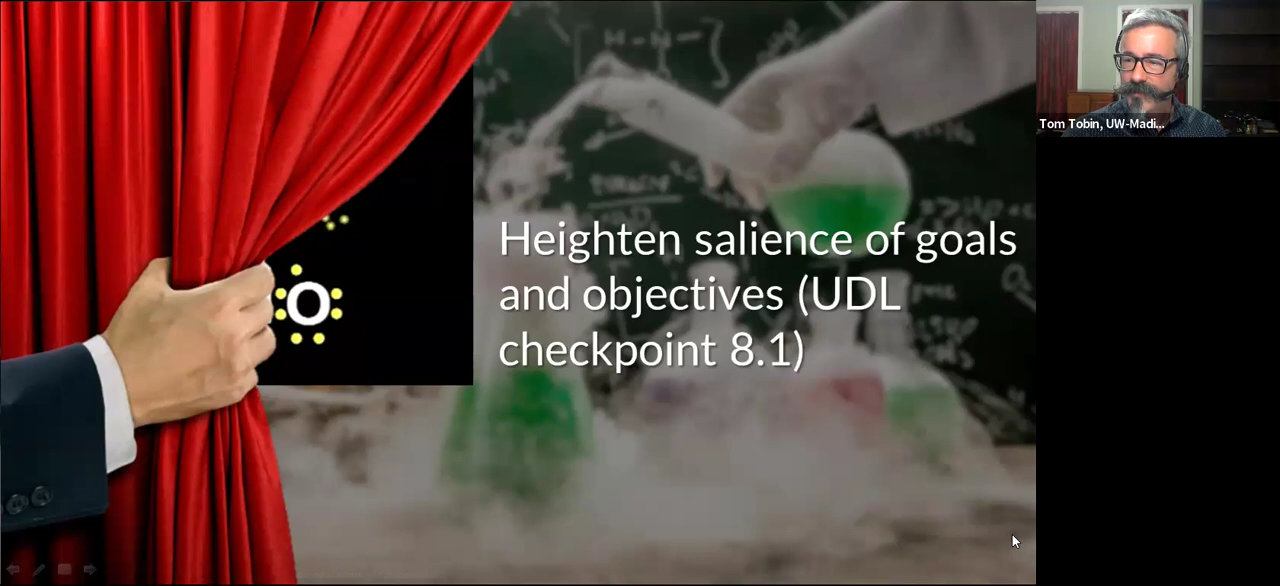 Heighten salience of goals
and objectives (UDL
checkpoint 8.1)
O
Tom Tobin, UW-Madi...